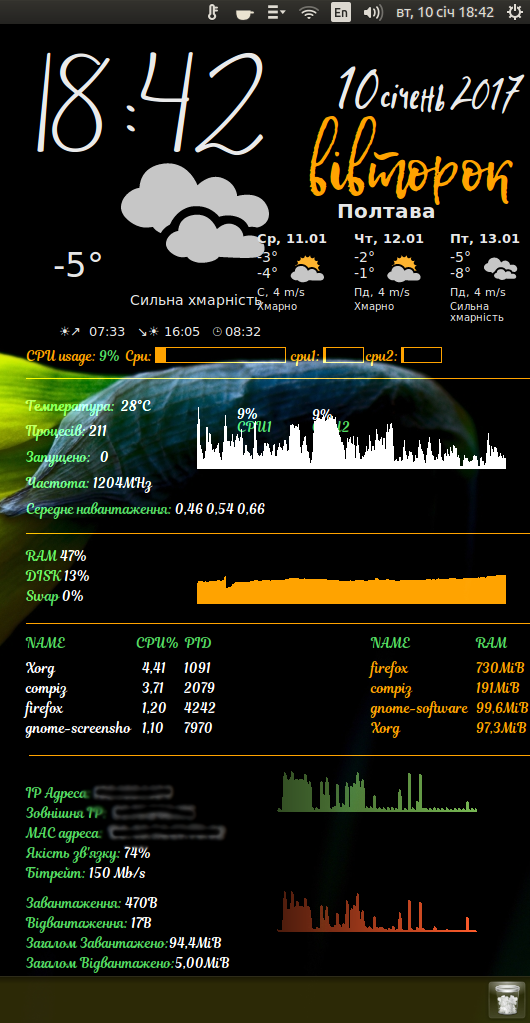 En вт, 10 січ 18:42
18:42
10 січень 2017
вівторок
Полтава
-5°
Сильна хмарність
Ср, 11.01 Чт, 12.01 Пт, 13.01
-3° -2° -5°
-4° -1° -8°
С, 4 m/s Пд, 4 m/s Пд, 4 m/s
Хмарно Хмарно Сильна
хмарність
07:33 16:05 08:32
CPU usage: 9% Cpu: cpu1: cpu2:
Температура: 28°C
9% 9%
CPU1
Процесів: 211
Запущено: 0
Частота: 1204MHz
Середнє навантаження: 0,46 0,54 0,66
RAM 47%
DISK 13%
Swap 0%
NAME CPU% PID NAME RAM
Xorg 4,41 1091 firefox 730MiB
compiz 3,71 2079 compiz 191MiB
firefox 1,20 4242 gnome-software 99,6MiB
gnome-screensho 1,10 7970 Xorg 97,3MiB
IP Адреса:
Зовнішня IP:
MAC адреса:
Якість зв'язку: 74%
Бітрейт: 150 Mb/s
Завантаження: 470B
Відвантаження: 17B
Загалом Завантажено:94,4MiB
Загалом Відвантажено:5,00MiB